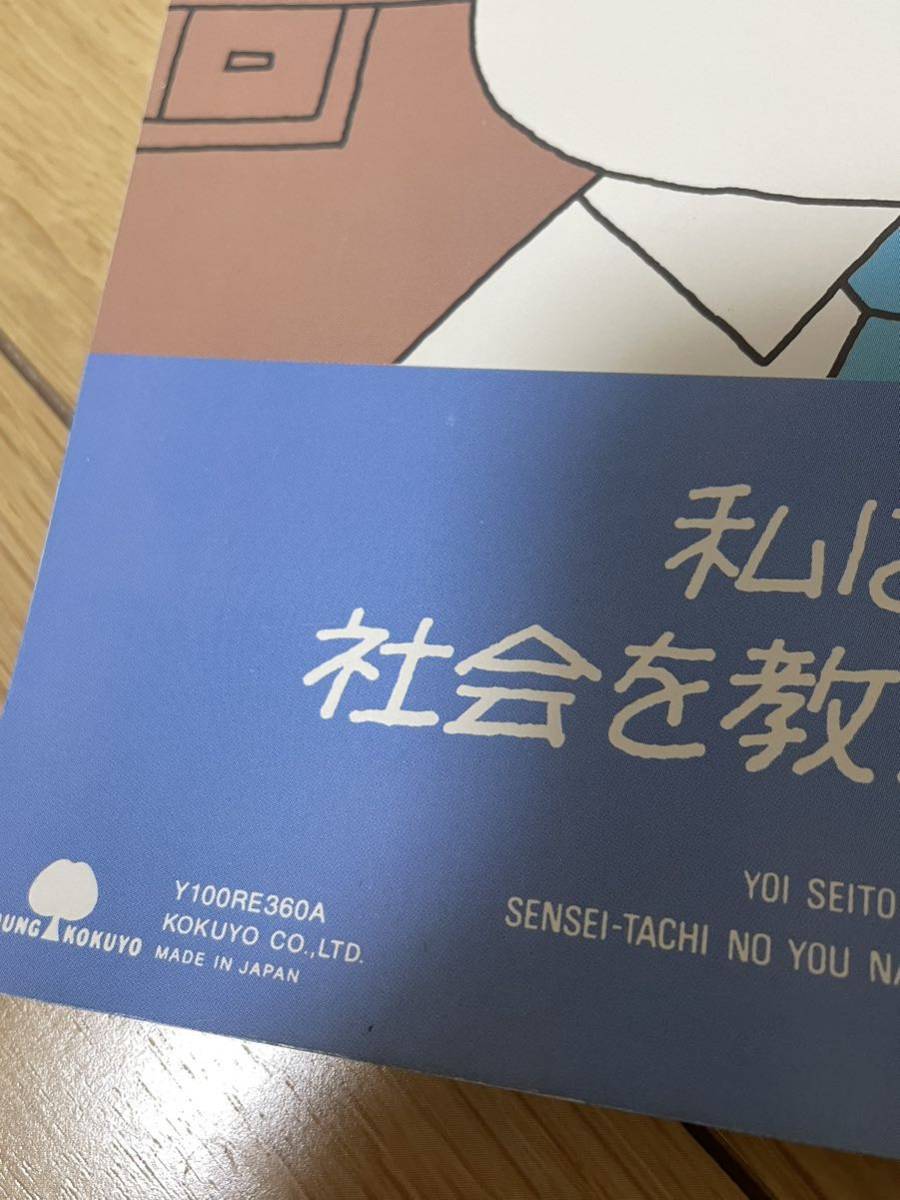 私は
社会を教
YOI SEITO
SENSEI-TACHI NO YOU NA
Y100RE360A
KOKUYO CO.,LTD.
MADE IN JAPAN
OUNG KOKUYO